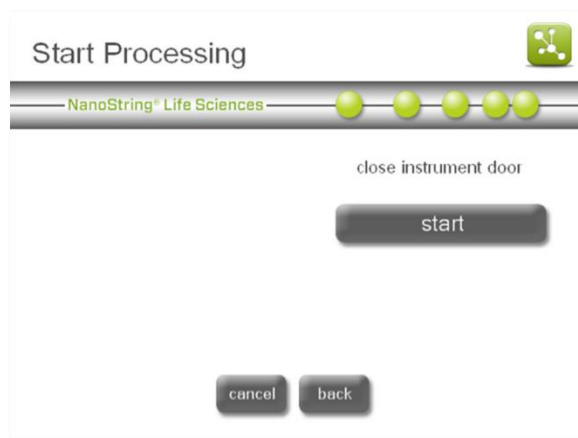 Start Processing
NanoString® Life Sciences
close instrument door
start
cancel
back